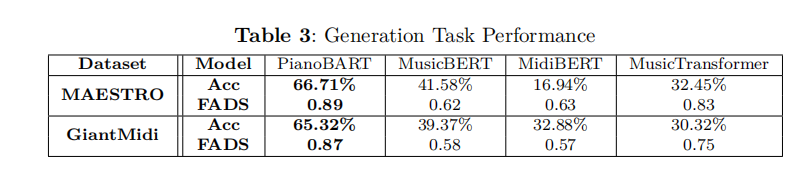 Table 3: Generation Task Performance
Dataset Model PianoBART MusicBERT MidiBERT MusicTransformer
MAESTRO Acc 66.71% 41.58% 16.94% 32.45%
FADS 0.89 0.62 0.63 0.83
GiantMidi Acc 65.32% 39.37% 32.88% 30.32%
FADS 0.87 0.58 0.57 0.75